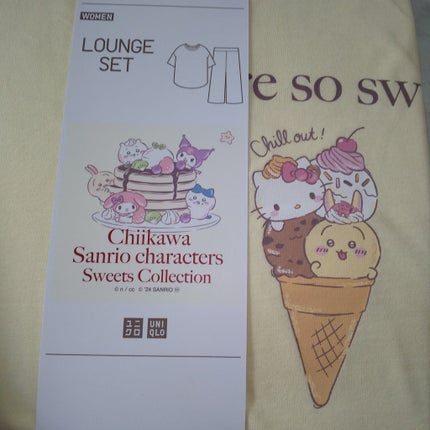 WOMEN
LOUNGE
SET
Chiikawa
Sanrio characters
Sweets Collection
© n / cc © '24 SANRIO Ⓗ
ユニ
クロ
UNI
QLO
re so sw
Chill out!